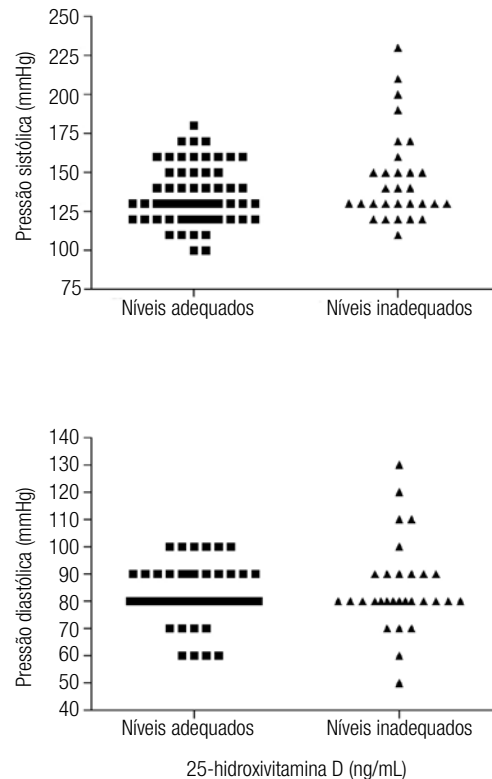 Pressão sistólica (mmHg)
250
225
200
175
150
125
100
75
Níveis adequados
Níveis inadequados
Pressão diastólica (mmHg)
140
130
120
110
100
90
80
70
60
50
40
Níveis adequados
Níveis inadequados
25-hidroxivitamina D (ng/mL)